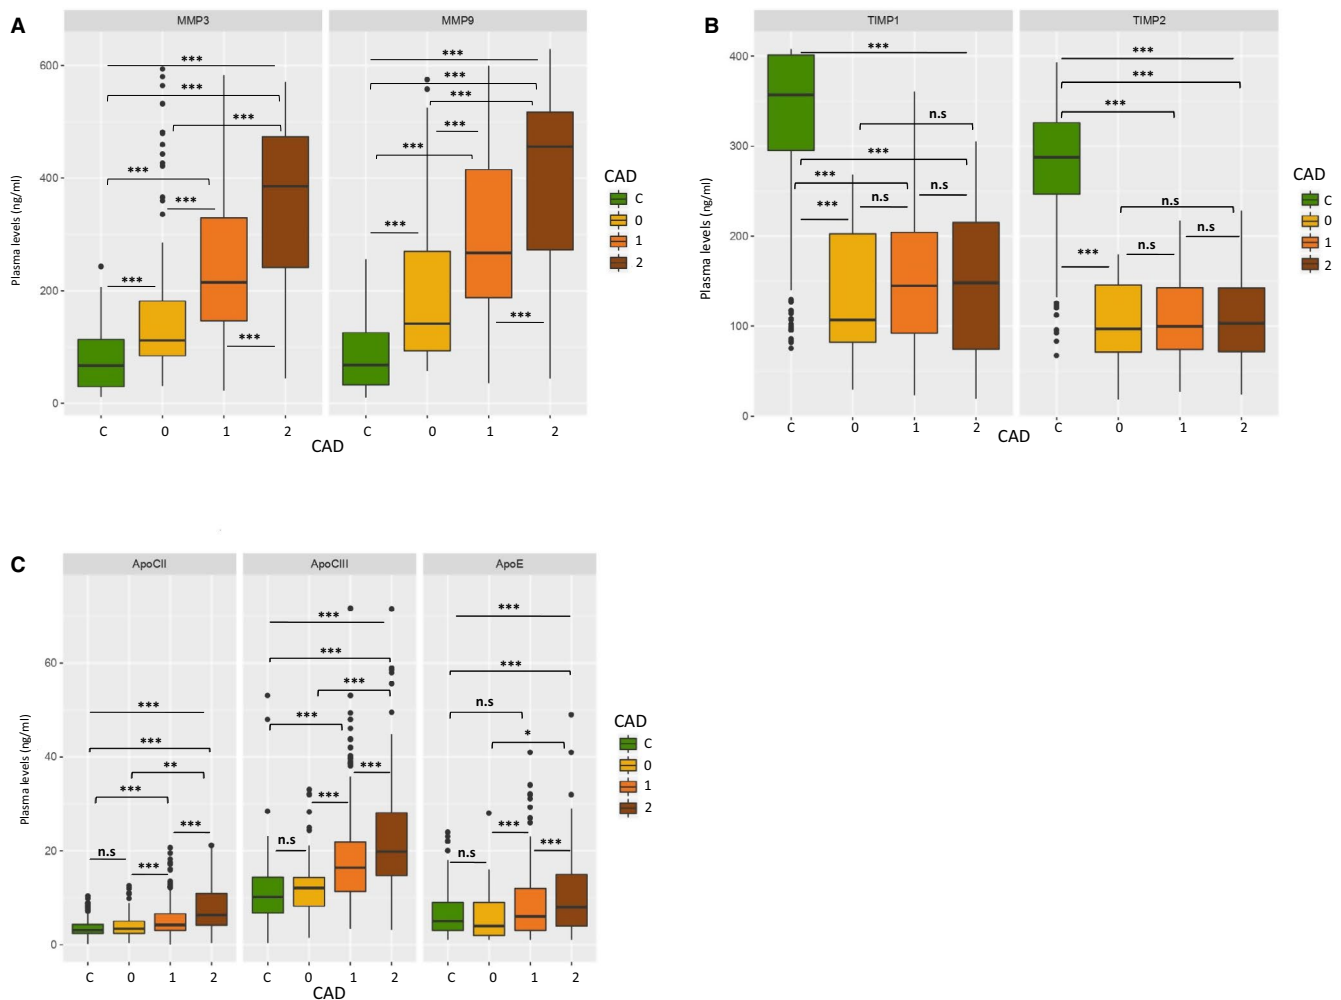 A
MMP3
MMP9
Plasma levels (ng/ml)
600
400
200
0
***
***
***
***
***
***
***
***
***
***
***
***
***
***
C
0
1
2
C
0
1
2
CAD
CAD
C
0
1
2
B
TIMP1
TIMP2
Plasma levels (ng/ml)
400
300
200
100
0
***
n.s
***
***
n.s
***
n.s
***
***
***
n.s
n.s
***
n.s
C
0
1
2
C
0
1
2
CAD
CAD
C
0
1
2
C
ApoCII
ApoCIII
ApoE
Plasma levels (ng/ml)
60
40
20
0
***
***
**
***
***
n.s
***
***
***
***
***
***
***
n.s
***
***
n.s
*
***
***
n.s
C
0
1
2
C
0
1
2
C
0
1
2
CAD
CAD
C
0
1
2